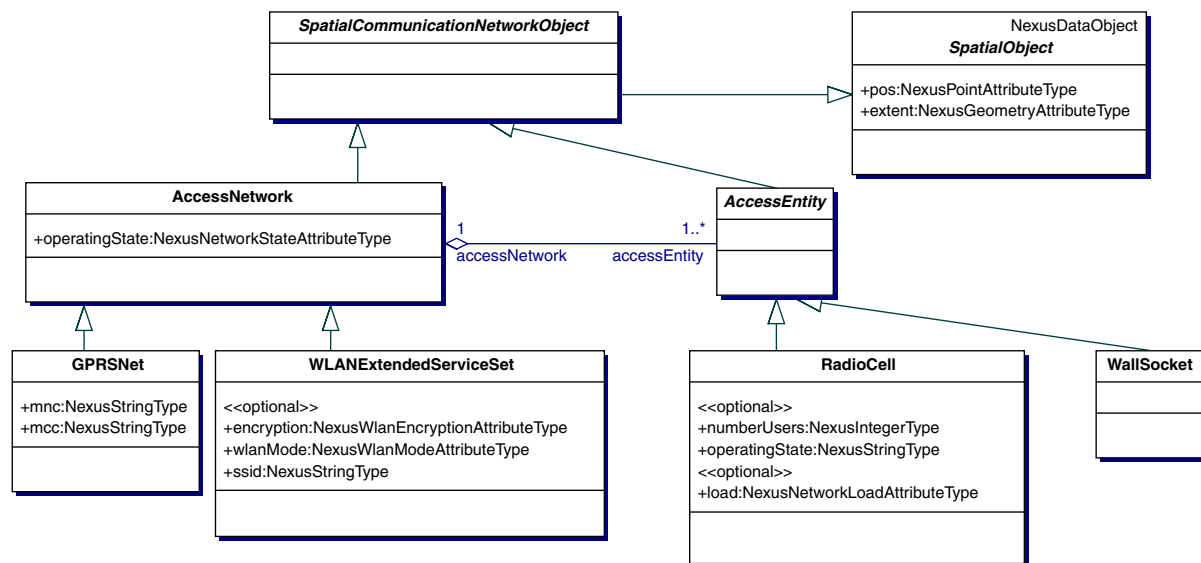 SpatialCommunicationNetworkObject
NexusDataObject
SpatialObject
+pos:NexusPointAttributeType
+extent:NexusGeometryAttributeType
AccessNetwork
+operatingState:NexusNetworkStateAttributeType
1
accessNetwork
1..*
accessEntity
AccessEntity
GPRSNet
+mnc:NexusStringType
+mcc:NexusStringType
WLANExtendedServiceSet
<<optional>>
+encryption:NexusWlanEncryptionAttributeType
+wlanMode:NexusWlanModeAttributeType
+ssid:NexusStringType
RadioCell
<<optional>>
+numberUsers:NexusIntegerType
+operatingState:NexusStringType
<<optional>>
+load:NexusNetworkLoadAttributeType
WallSocket